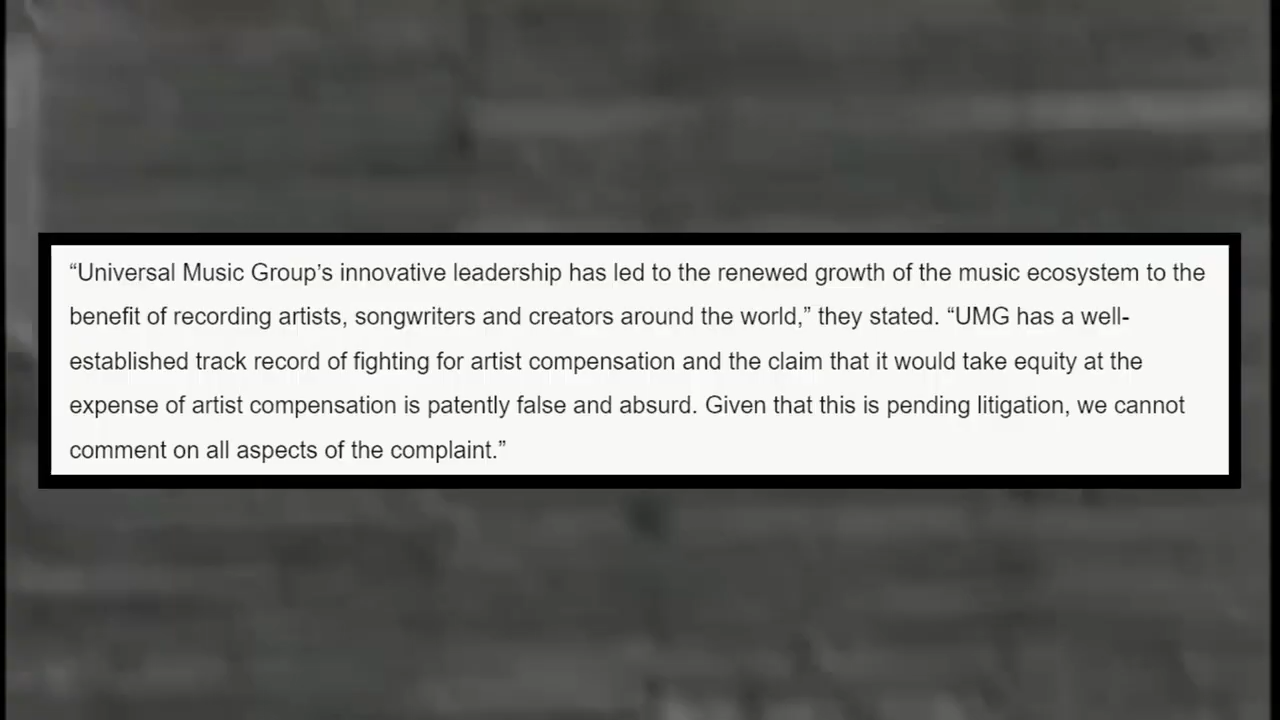 “Universal Music Group’s innovative leadership has led to the renewed growth of the music ecosystem to the
benefit of recording artists, songwriters and creators around the world,” they stated. “UMG has a well-
established track record of fighting for artist compensation and the claim that it would take equity at the
expense of artist compensation is patently false and absurd. Given that this is pending litigation, we cannot
comment on all aspects of the complaint.”